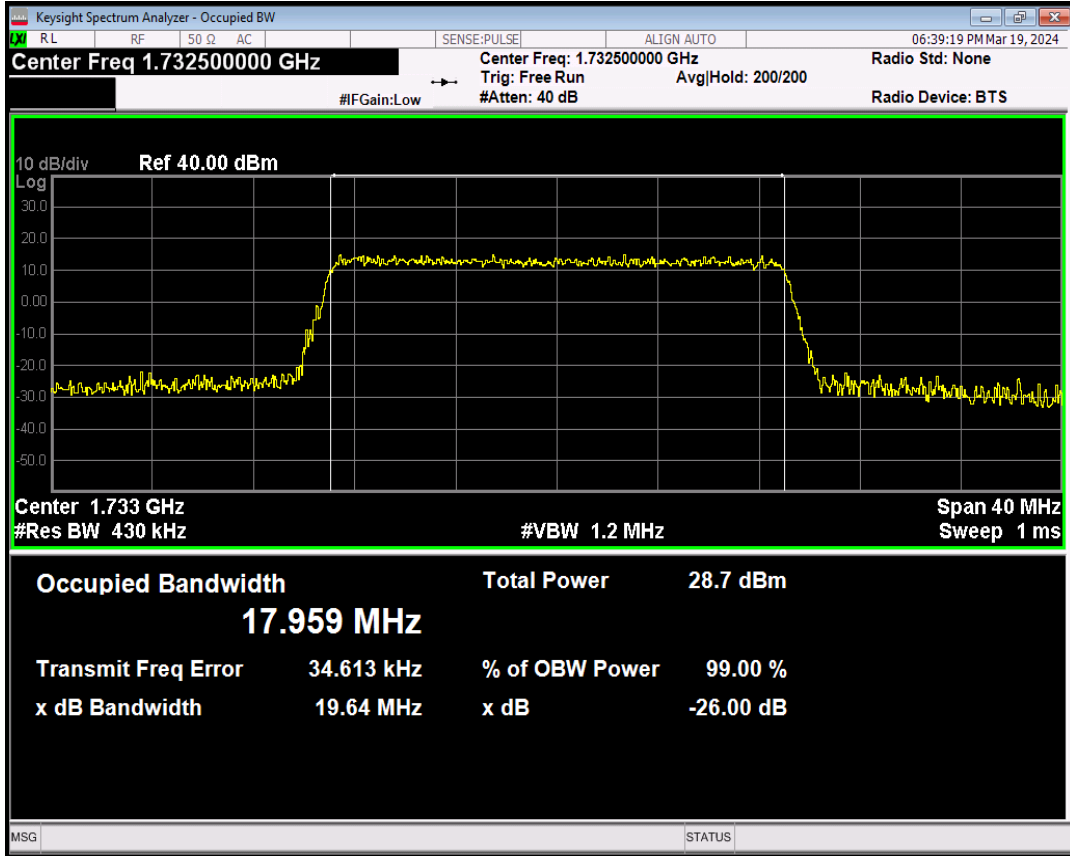 Keysight Spectrum Analyzer - Occupied BW
LXI RL RF 50 Ω AC SENSE:PULSE ALIGN AUTO 06:39:19 PM Mar 19, 2024
Center Freq 1.732500000 GHz Center Freq: 1.732500000 GHz Radio Std: None
Trig: Free Run Avg|Hold: 200/200
#IFGain:Low #Atten: 40 dB Radio Device: BTS
10 dB/div Ref 40.00 dBm
Log
30.0
20.0
10.0
0.00
-10.0
-20.0
-30.0
-40.0
-50.0
Center 1.733 GHz Span 40 MHz
#Res BW 430 kHz #VBW 1.2 MHz Sweep 1 ms
Occupied Bandwidth Total Power 28.7 dBm
17.959 MHz
Transmit Freq Error 34.613 kHz % of OBW Power 99.00 %
x dB Bandwidth 19.64 MHz x dB -26.00 dB
MSG STATUS